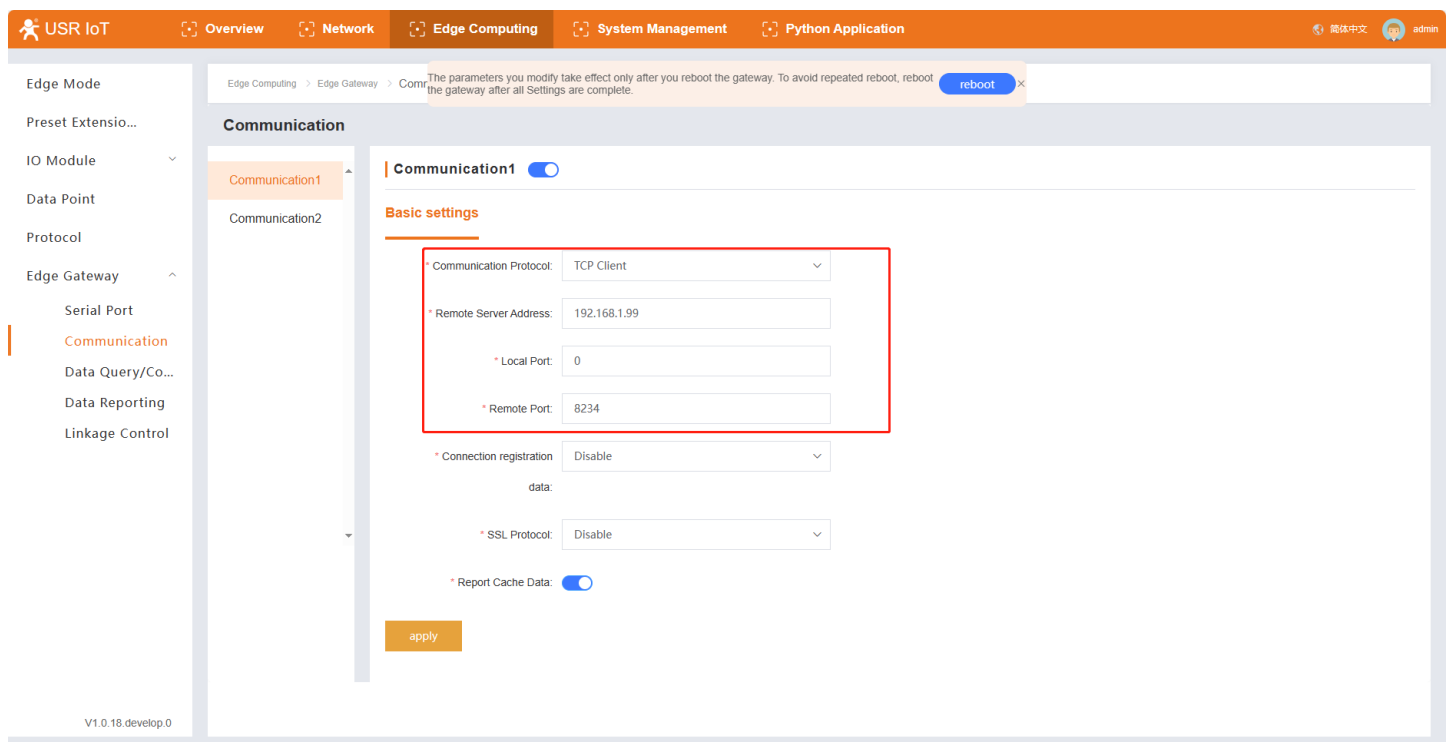 USR IoT
Overview
Network
Edge Computing
System Management
Python Application
简体中文
admin
Edge Mode
Preset Extensio...
IO Module
Data Point
Protocol
Edge Gateway
Serial Port
Communication
Data Query/Co...
Data Reporting
Linkage Control
V1.0.18.develop.0
Edge Computing > Edge Gateway > Comm
The parameters you modify take effect only after you reboot the gateway. To avoid repeated reboot, reboot
the gateway after all Settings are complete.
reboot
Communication
Communication1
Communication2
Communication1
Basic settings
* Communication Protocol: TCP Client
* Remote Server Address: 192.168.1.99
* Local Port: 0
* Remote Port: 8234
* Connection registration Disable
data:
* SSL Protocol: Disable
* Report Cache Data:
apply